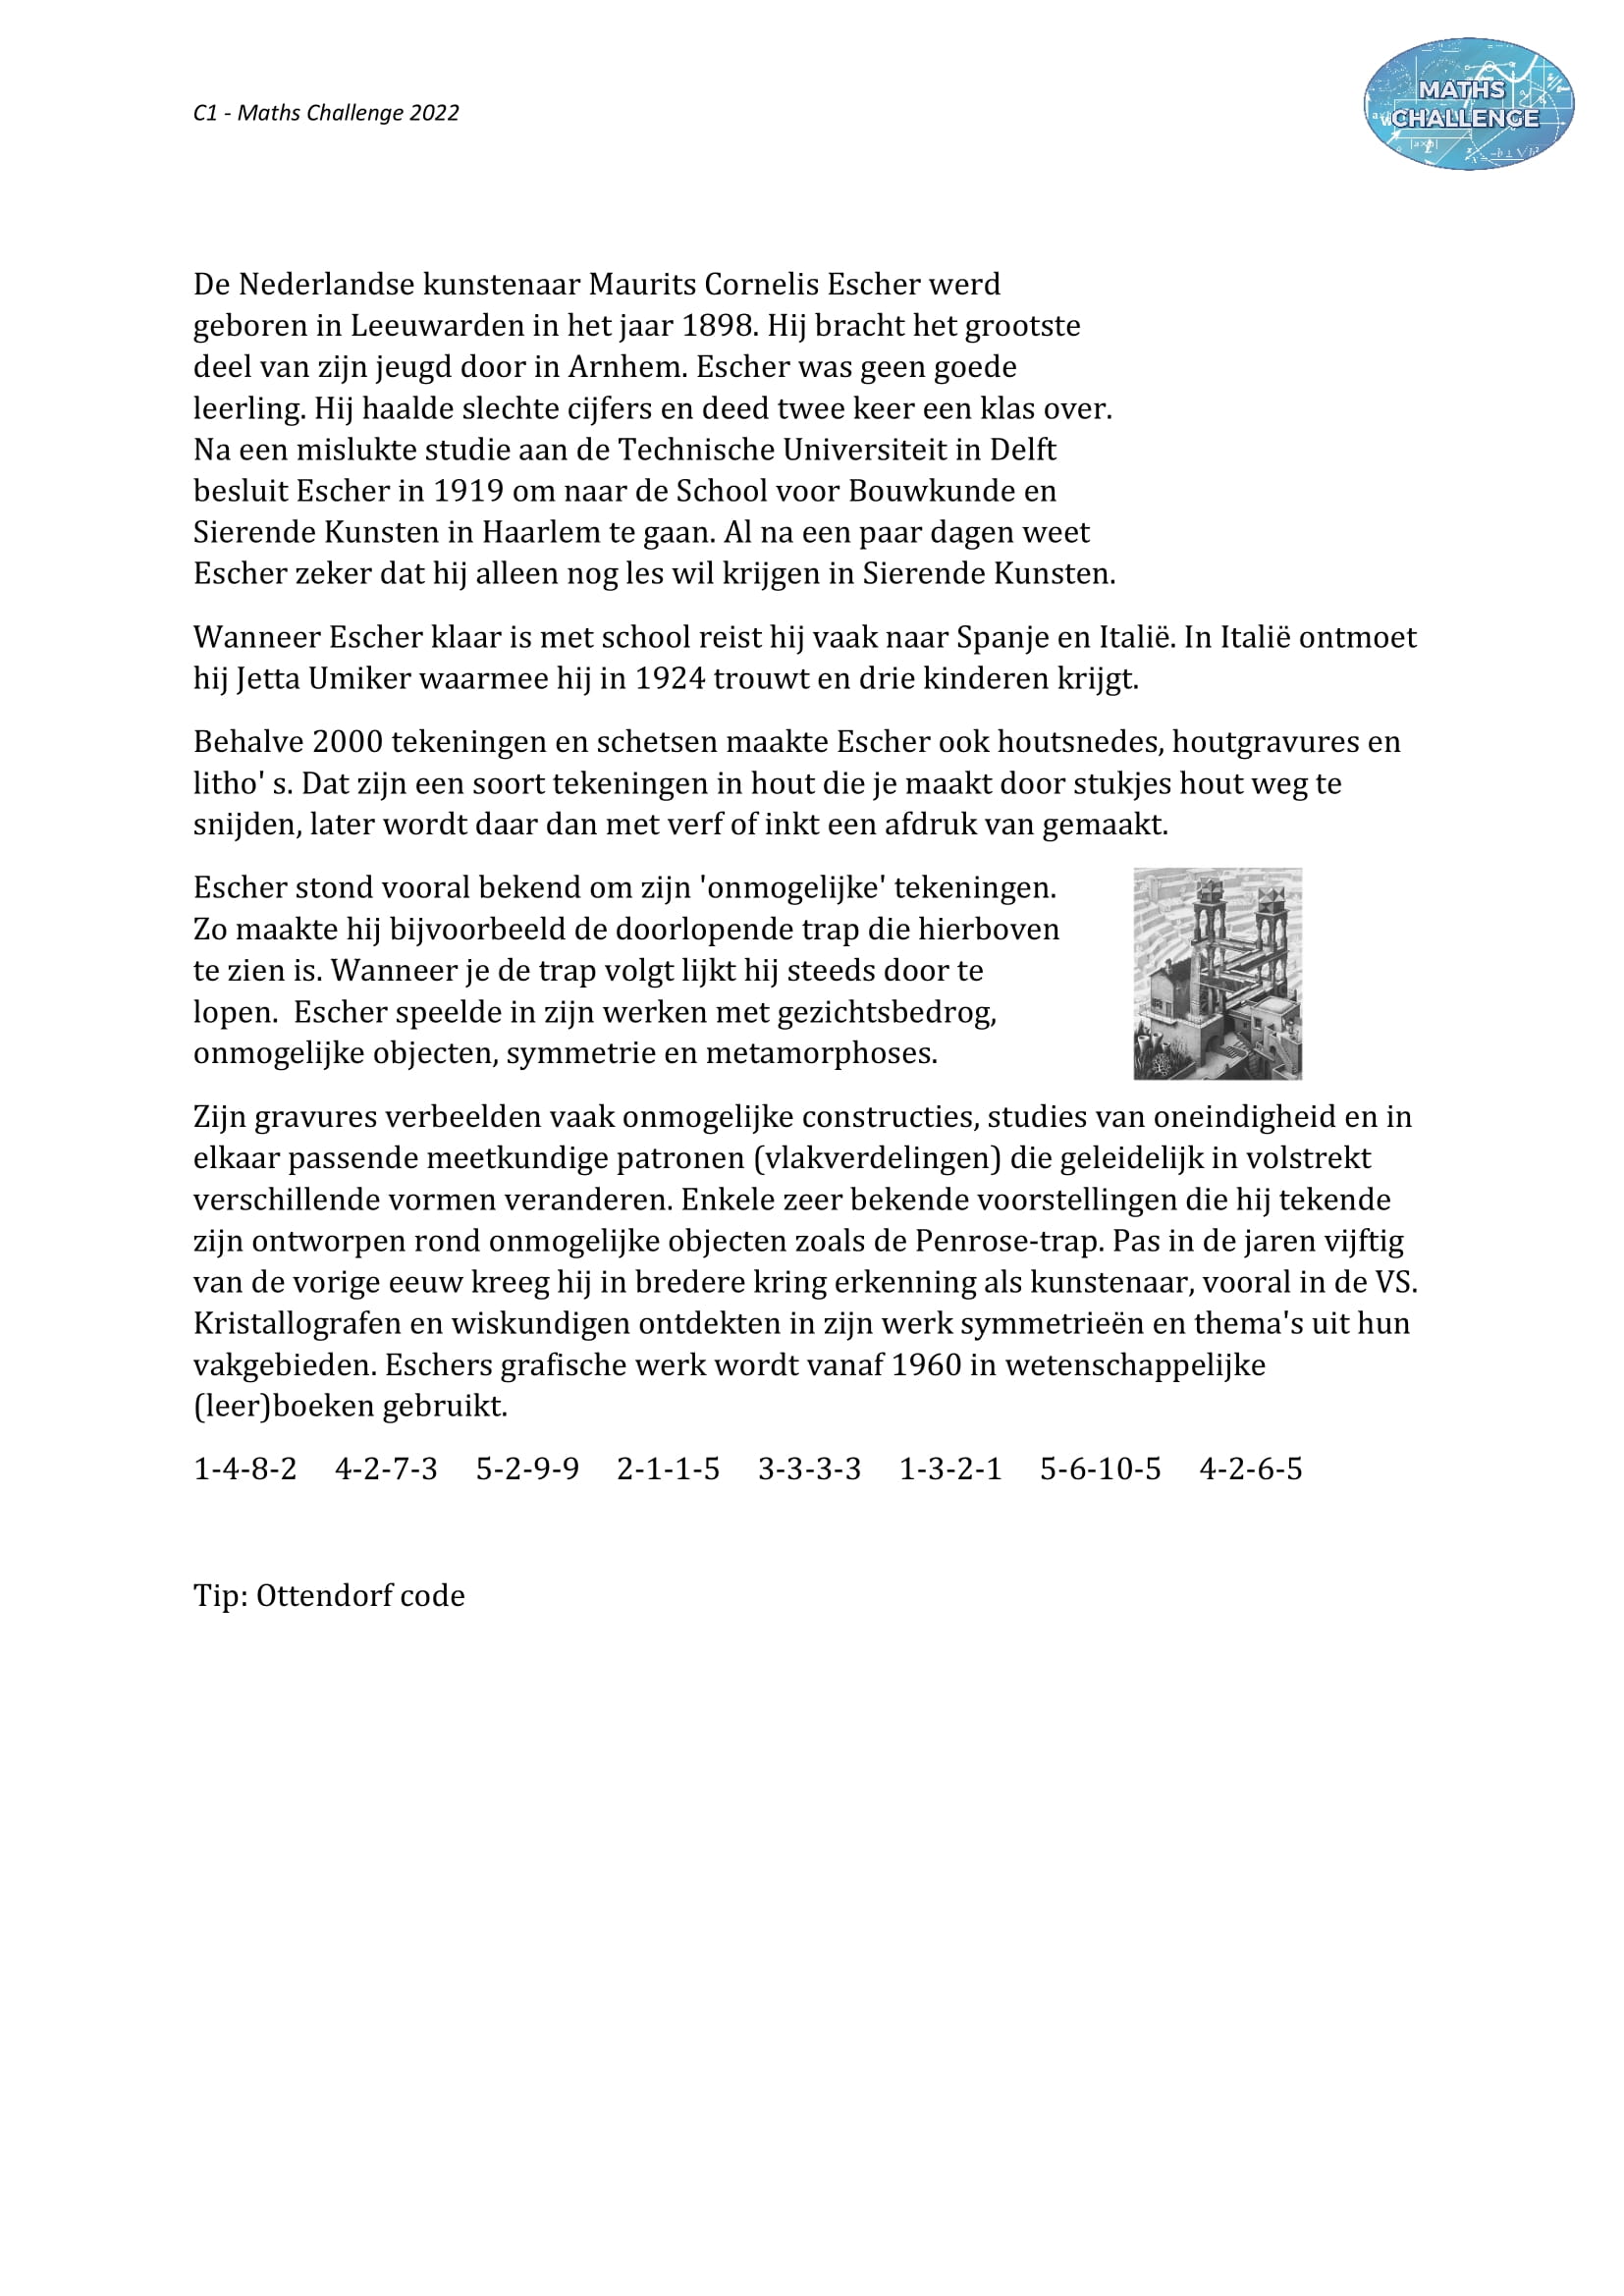 C1 - Maths Challenge 2022
MATHS
CHALLENGE
De Nederlandse kunstenaar Maurits Cornelis Escher werd
geboren in Leeuwarden in het jaar 1898. Hij bracht het grootste
deel van zijn jeugd door in Arnhem. Escher was geen goede
leerling. Hij haalde slechte cijfers en deed twee keer een klas over.
Na een mislukte studie aan de Technische Universiteit in Delft
besluit Escher in 1919 om naar de School voor Bouwkunde en
Sierende Kunsten in Haarlem te gaan. Al na een paar dagen weet
Escher zeker dat hij alleen nog les wil krijgen in Sierende Kunsten.
Wanneer Escher klaar is met school reist hij vaak naar Spanje en Italië. In Italië ontmoet
hij Jetta Umiker waarmee hij in 1924 trouwt en drie kinderen krijgt.
Behalve 2000 tekeningen en schetsen maakte Escher ook houtsnedes, houtgravures en
litho' s. Dat zijn een soort tekeningen in hout die je maakt door stukjes hout weg te
snijden, later wordt daar dan met verf of inkt een afdruk van gemaakt.
Escher stond vooral bekend om zijn 'onmogelijke' tekeningen.
Zo maakte hij bijvoorbeeld de doorlopende trap die hierboven
te zien is. Wanneer je de trap volgt lijkt hij steeds door te
lopen.  Escher speelde in zijn werken met gezichtsbedrog,
onmogelijke objecten, symmetrie en metamorphoses.
Zijn gravures verbeelden vaak onmogelijke constructies, studies van oneindigheid en in
elkaar passende meetkundige patronen (vlakverdelingen) die geleidelijk in volstrekt
verschillende vormen veranderen. Enkele zeer bekende voorstellingen die hij tekende
zijn ontworpen rond onmogelijke objecten zoals de Penrose-trap. Pas in de jaren vijftig
van de vorige eeuw kreeg hij in bredere kring erkenning als kunstenaar, vooral in de VS.
Kristallografen en wiskundigen ontdekten in zijn werk symmetrieën en thema's uit hun
vakgebieden. Eschers grafische werk wordt vanaf 1960 in wetenschappelijke
(leer)boeken gebruikt.
1-4-8-2 4-2-7-3 5-2-9-9 2-1-1-5 3-3-3-3 1-3-2-1 5-6-10-5 4-2-6-5
Tip: Ottendorf code